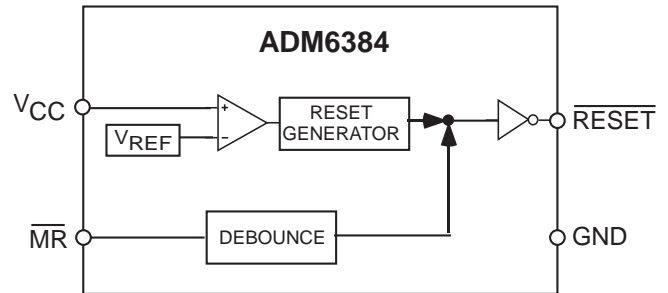 ADM6384
VCC
+
−
VREF
RESET
GENERATOR
RESET
MR
DEBOUNCE
GND